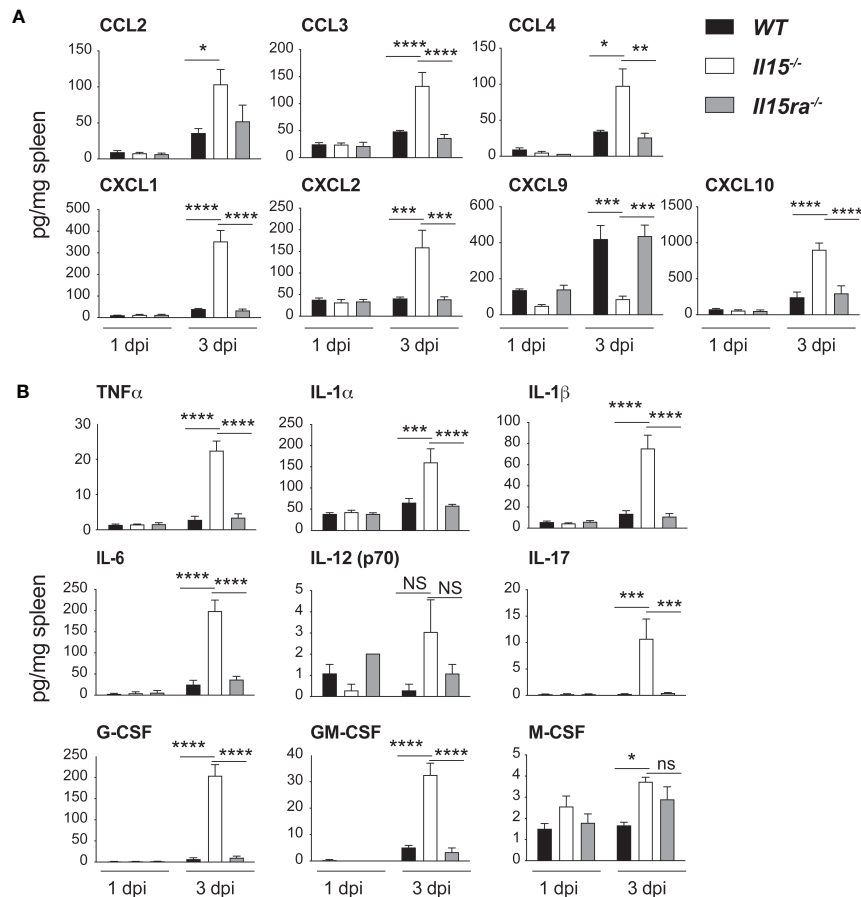 A
CCL2
CCL3
CCL4
WT
Il15-/-
Il15ra-/-
150
100
50
0
*
200
150
100
50
0
****
****
150
100
50
0
*
**
pg/mg spleen
CXCL1
CXCL2
CXCL9
CXCL10
500
400
300
200
100
0
****
****
250
200
150
100
50
0
***
***
600
400
200
0
***
***
1500
1000
500
0
****
****
1 dpi
3 dpi
1 dpi
3 dpi
1 dpi
3 dpi
1 dpi
3 dpi
B
TNFα
IL-1α
IL-1β
30
20
10
0
****
****
250
200
150
100
50
0
***
****
100
80
60
40
20
0
****
****
pg/mg spleen
IL-6
IL-12 (p70)
IL-17
250
200
150
100
50
0
****
****
5
4
3
2
1
0
NS
NS
20
15
10
5
0
***
***
G-CSF
GM-CSF
M-CSF
250
200
150
100
50
0
****
****
40
30
20
10
0
****
****
5
4
3
2
1
0
*
ns
1 dpi
3 dpi
1 dpi
3 dpi
1 dpi
3 dpi